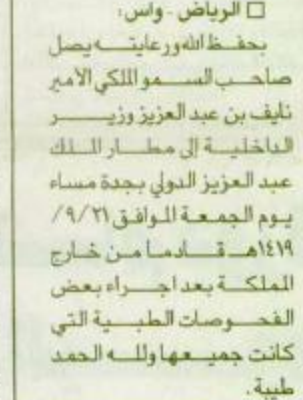 □ الرياض - واس:
بحفظ الله ورعايته يصل
صاحب السمو الملكي الأمير
نايف بن عبد العزيز وزير
الداخلية إلى مطار الملك
عبد العزيز الدولي بجدة مساء
يوم الجمعة الموافق ٢١/٩/
١٤١٩هـ قادما من خارج
المملكة بعد اجراء بعض
الفحوصات الطبية التي
كانت جميعها ولله الحمد
طيبة.